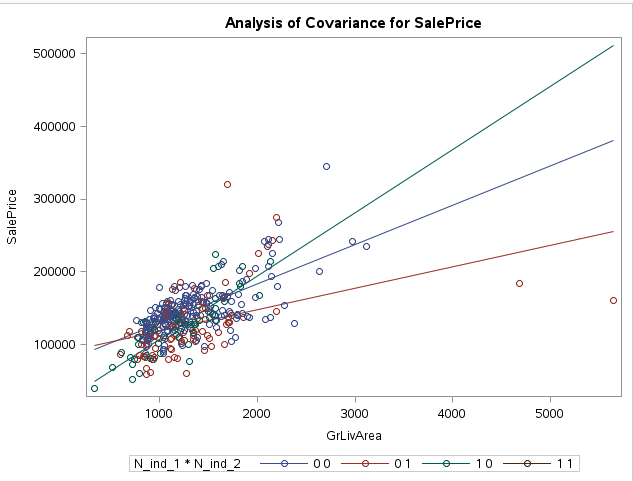 Analysis of Covariance for SalePrice
500000
400000
300000
200000
100000
SalePrice
1000 2000 3000 4000 5000
GrLivArea
N_ind_1 * N_ind_2 0 0 0 1 1 0 1 1